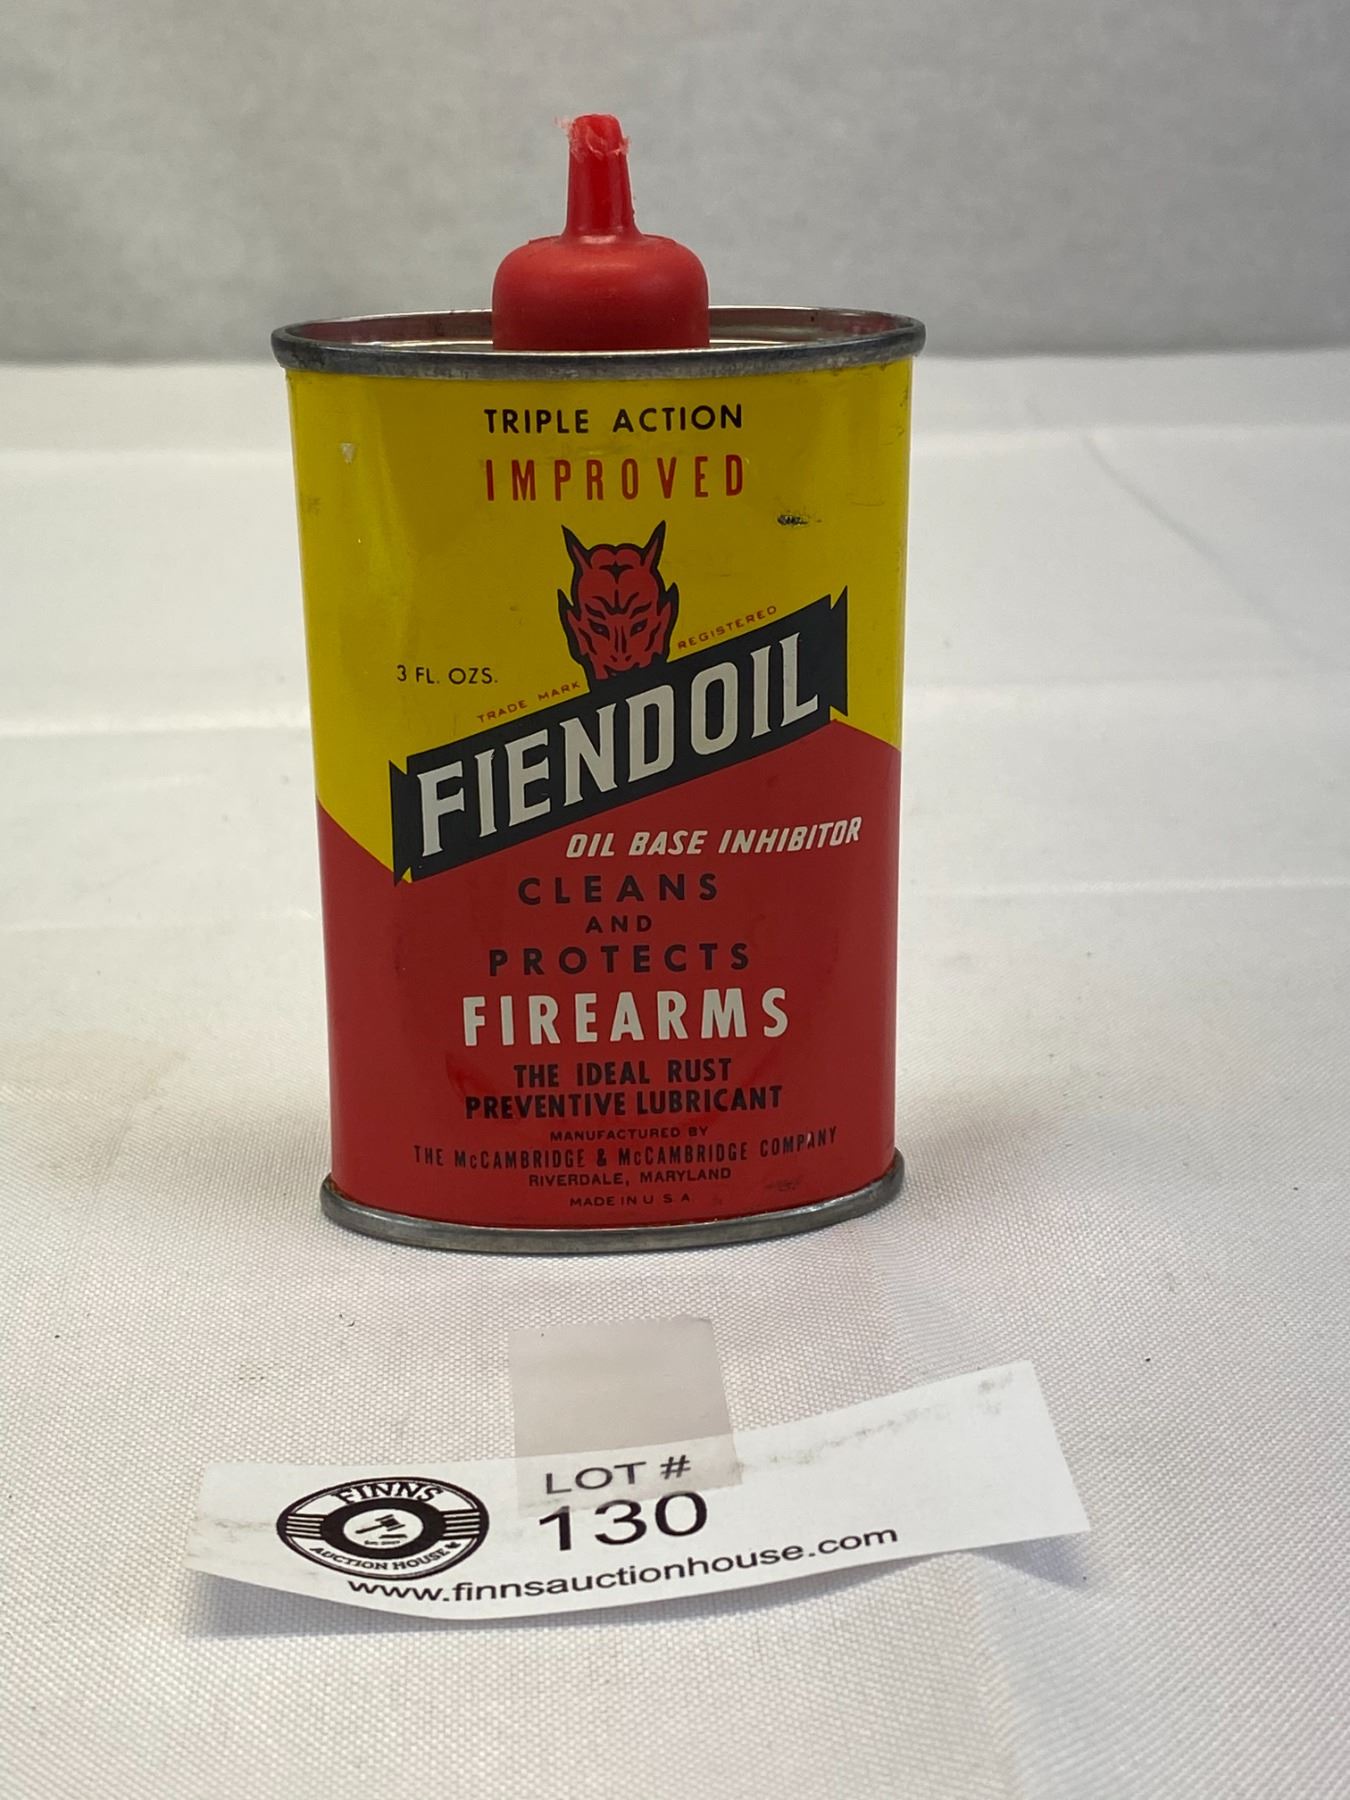 TRIPLE ACTION
IMPROVED
3 FL. OZS.
TRADE MARK REGISTERED
FIENDOIL
OIL BASE INHIBITOR
CLEANS
AND
PROTECTS
FIREARMS
THE IDEAL RUST
PREVENTIVE LUBRICANT
MANUFACTURED BY
THE McCAMBRIDGE & McCAMBRIDGE COMPANY
RIVERDALE, MARYLAND
MADE IN U S A
FINNS
AUCTION HOUSE
LOT #
130
www.finnsauctionhouse.com